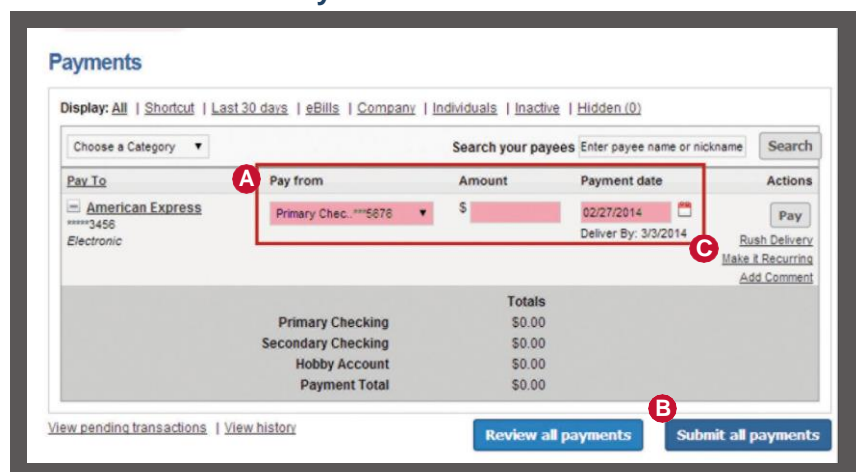 Payments
Display: All | Shortcut | Last 30 days | eBills | Company | Individuals | Inactive | Hidden (0)
Choose a Category ▼ Search your payees Enter payee name or nickname Search
Pay To A Pay from Amount Payment date Actions
American Express Primary Chec..***5678 ▼ $ 02/27/2014 Pay
*****3456 Deliver By: 3/3/2014 C Rush Delivery
Electronic Make it Recurring
Add Comment
Totals
Primary Checking $0.00
Secondary Checking $0.00
Hobby Account $0.00
Payment Total $0.00
B
View pending transactions | View history Review all payments Submit all payments